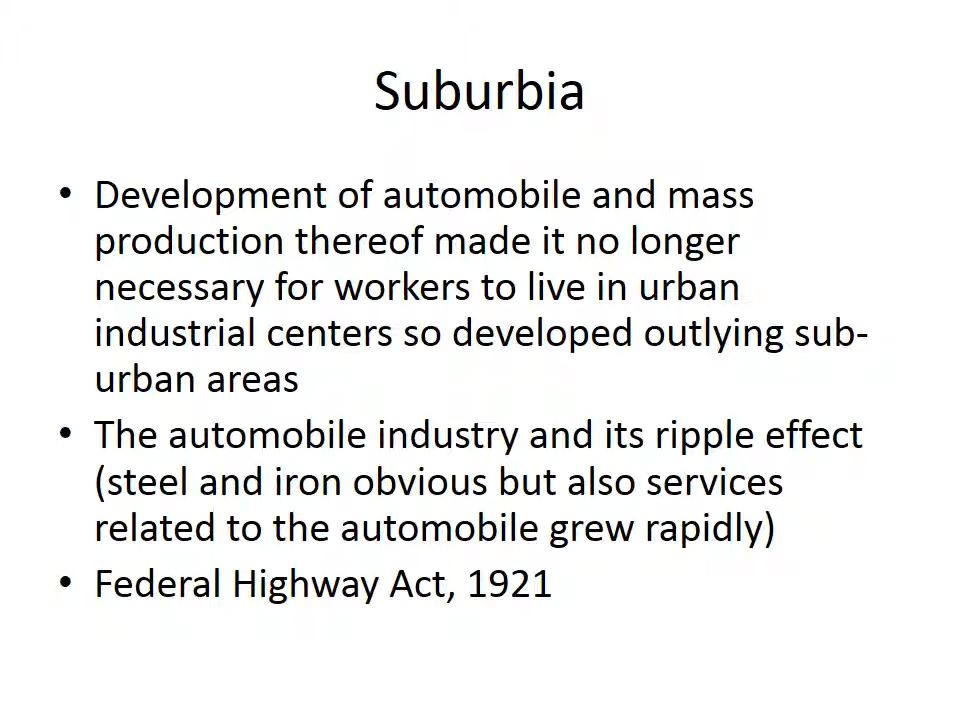 Suburbia
• Development of automobile and mass
production thereof made it no longer
necessary for workers to live in urban
industrial centers so developed outlying sub-
urban areas
• The automobile industry and its ripple effect
(steel and iron obvious but also services
related to the automobile grew rapidly)
• Federal Highway Act, 1921